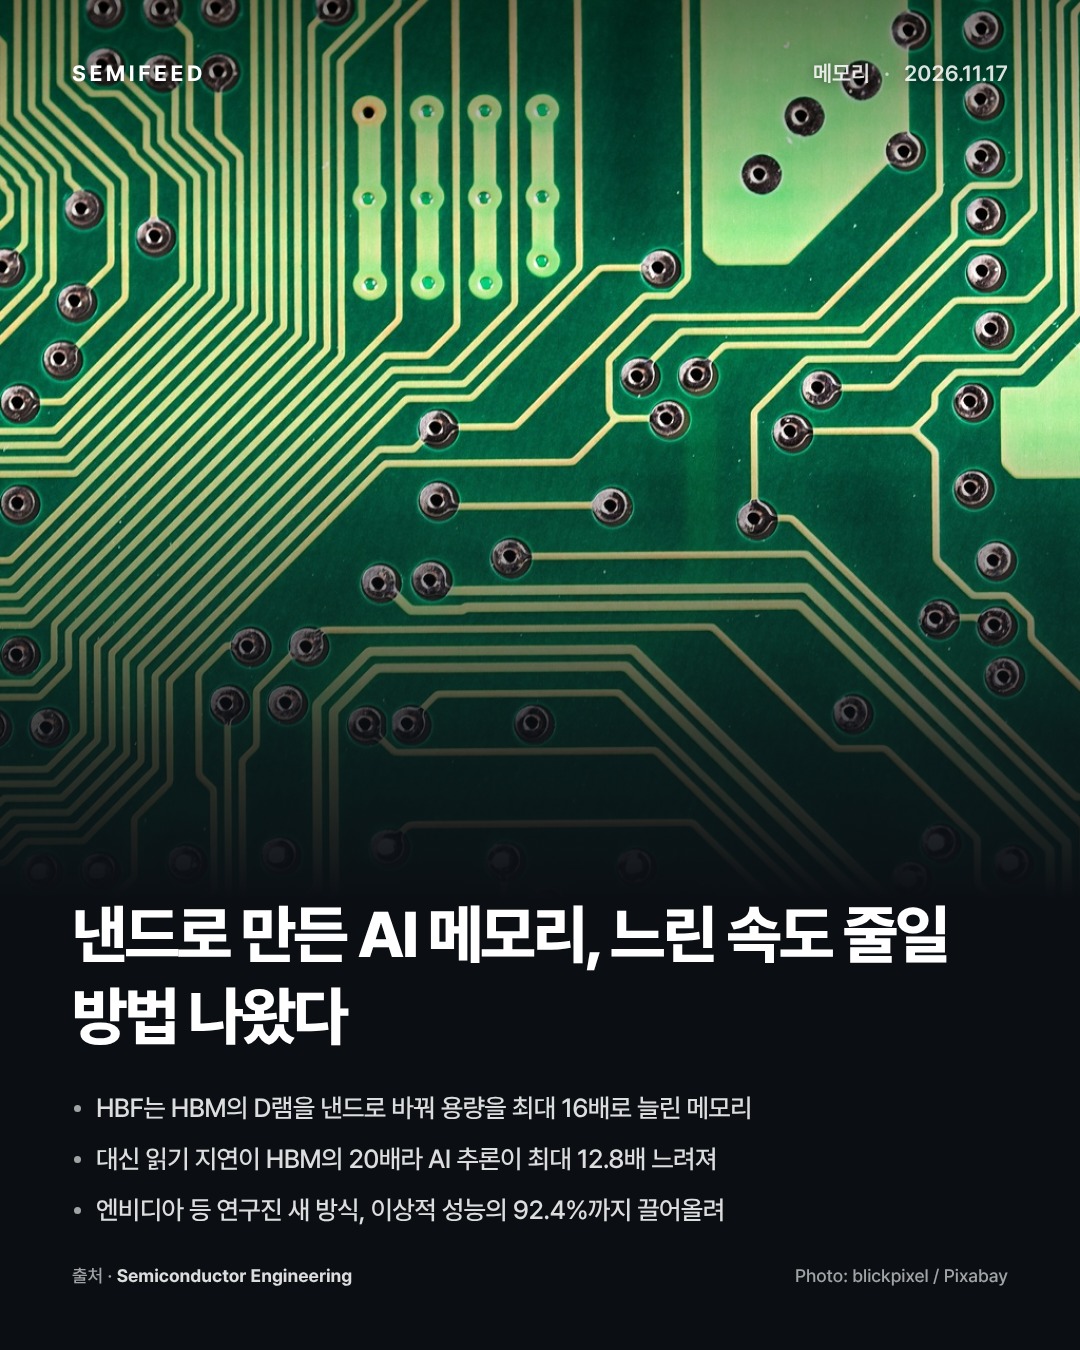 SEMIFEED
메모리 · 2026.11.17
낸드로 만든 AI 메모리, 느린 속도 줄일
방법 나왔다
• HBF는 HBM의 D램을 낸드로 바꿔 용량을 최대 16배로 늘린 메모리
• 대신 읽기 지연이 HBM의 20배라 AI 추론이 최대 12.8배 느려져
• 엔비디아 등 연구진 새 방식, 이상적 성능의 92.4%까지 끌어올려
출처 · Semiconductor Engineering
Photo: blickpixel / Pixabay